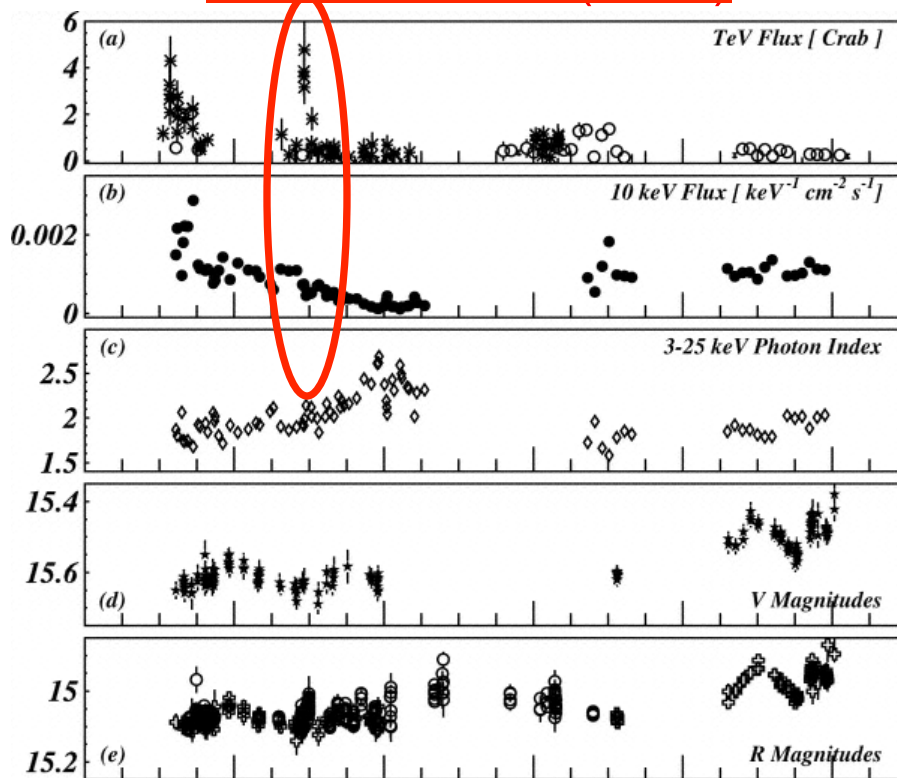 6
(a)
TeV Flux [ Crab ]
4
2
0
(b)
10 keV Flux [ keV⁻¹ cm⁻² s⁻¹]
0.002
0
(c)
3-25 keV Photon Index
2.5
2
1.5
15.4
15.6
(d)
V Magnitudes
15
(e)
R Magnitudes
15.2